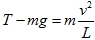 T − mg = m v²/L